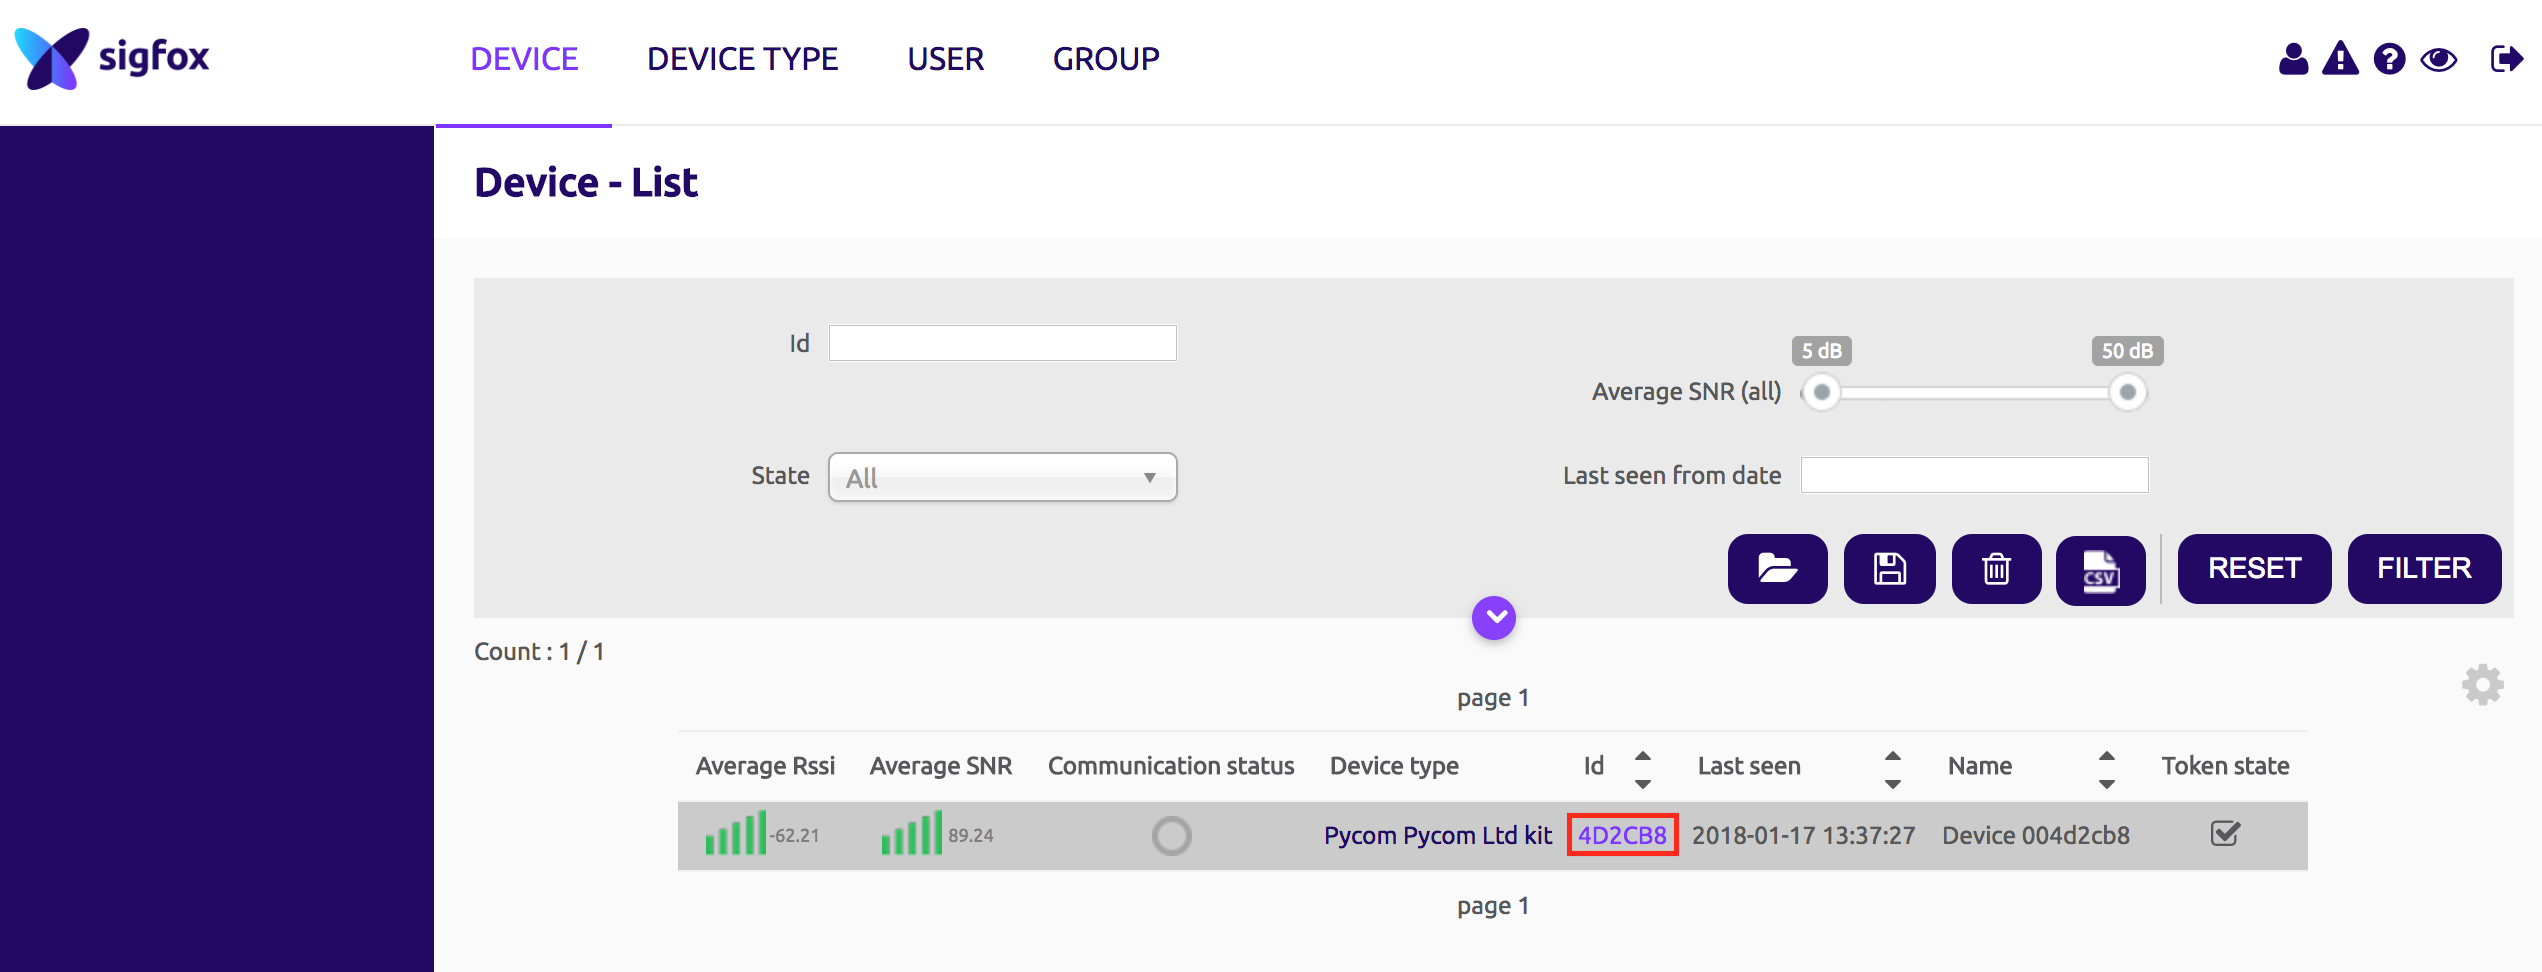 sigfox
DEVICE DEVICE TYPE USER GROUP
Device - List
Id
5 dB 50 dB
Average SNR (all)
State All
Last seen from date
CSV RESET FILTER
Count : 1 / 1
page 1
Average Rssi Average SNR Communication status Device type Id Last seen Name Token state
-62.21 89.24 Pycom Pycom Ltd kit 4D2CB8 2018-01-17 13:37:27 Device 004d2cb8
page 1